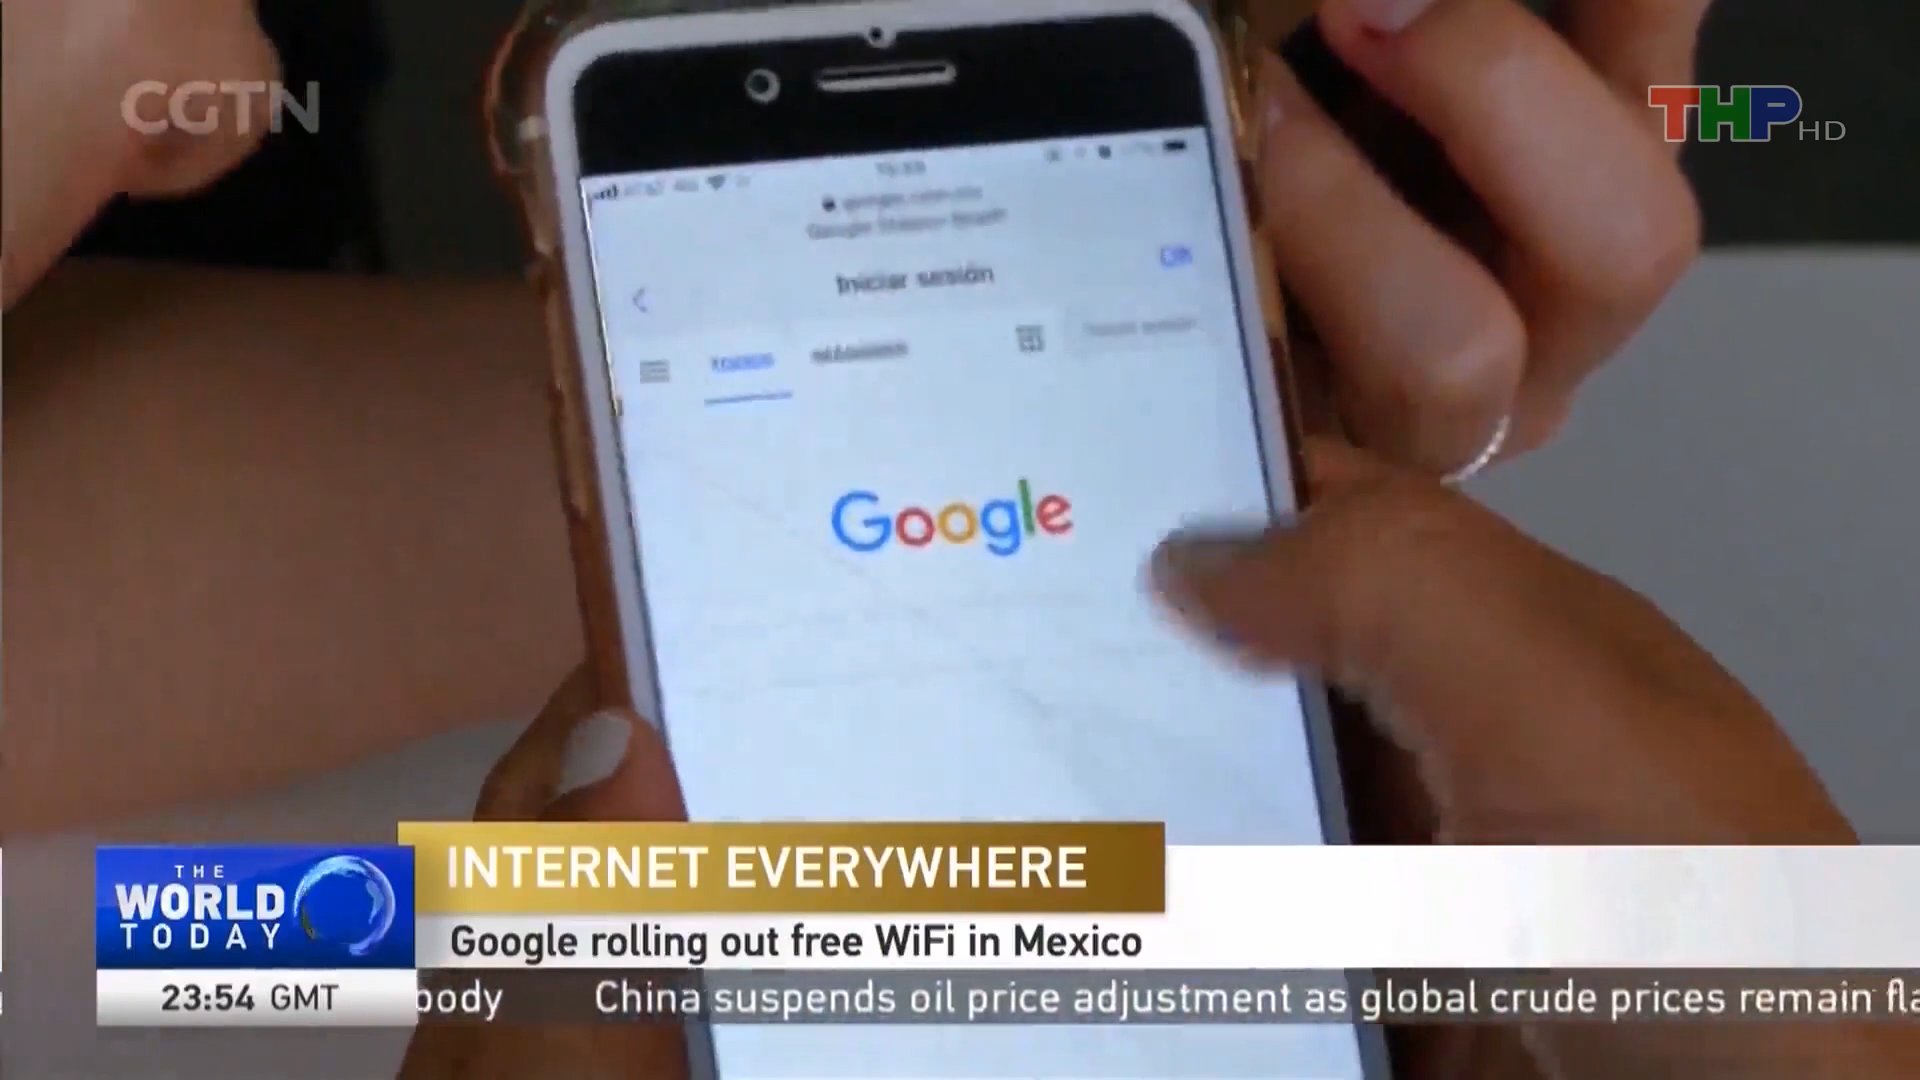 CGTN
THP HD
Iniciar sesión
Google
INTERNET EVERYWHERE
THE
WORLD
TODAY
Google rolling out free WiFi in Mexico
23:54 GMT
body China suspends oil price adjustment as global crude prices remain fla